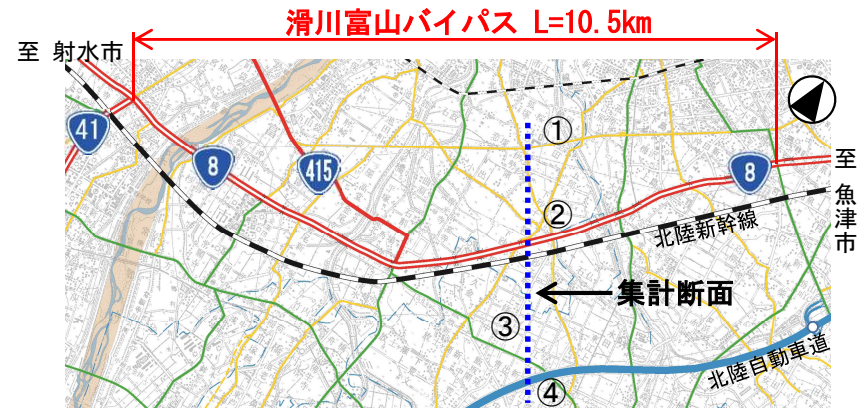 滑川富山バイパス L=10.5km
至 射水市
41
8
415
①
8
至
魚津市
②
北陸新幹線
集計断面
③
北陸自動車道
④